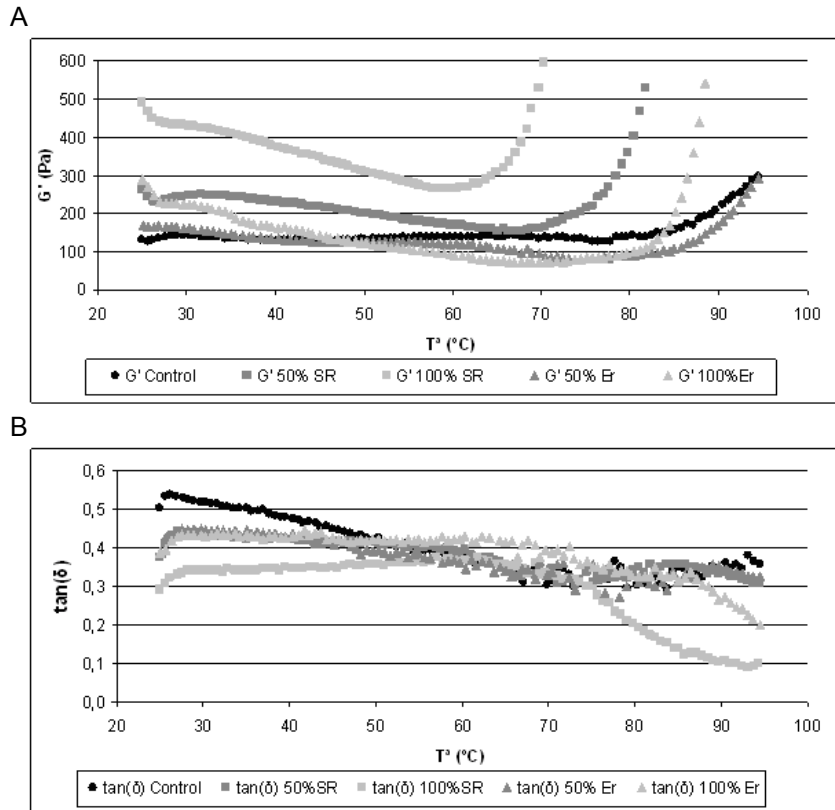 A
600
500
400
300
200
100
0
G' (Pa)
20 30 40 50 60 70 80 90 100
Tª (ºC)
G' Control G' 50% SR G' 100% SR G' 50% Er G' 100%Er
B
0,6
0,5
0,4
0,3
0,2
0,1
0,0
tan(δ)
20 30 40 50 60 70 80 90 100
Tª (ºC)
tan(δ) Control tan(δ) 50%SR tan(δ) 100%SR tan(δ) 50% Er tan(δ) 100% Er